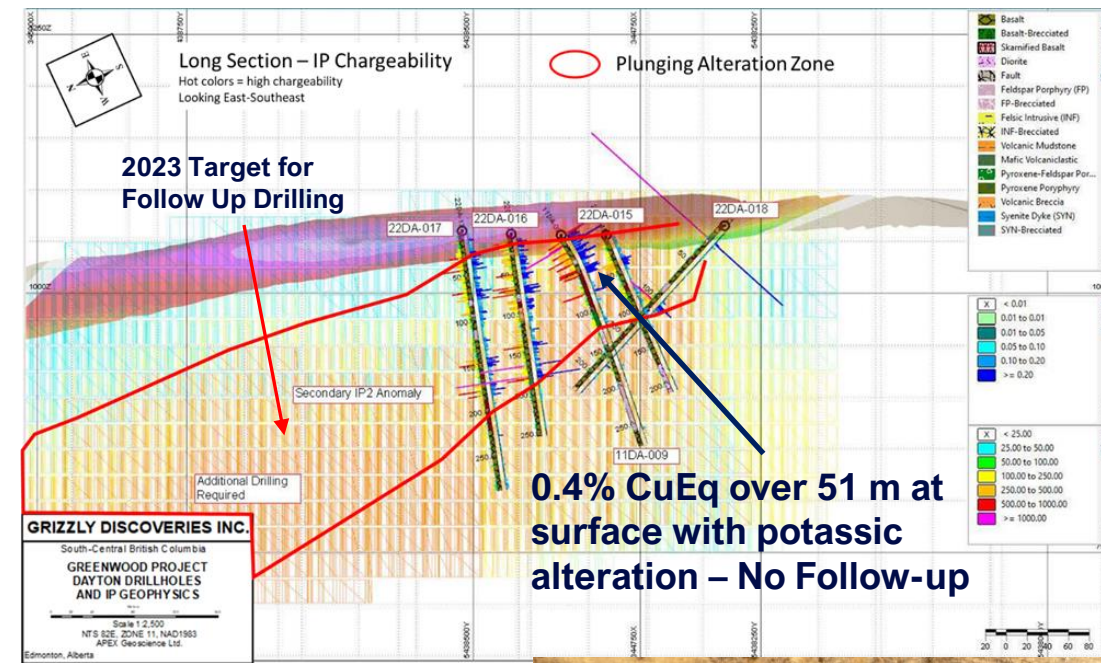 Long Section – IP Chargeability
Hot colors = high chargeability
Looking East-Southeast
Plunging Alteration Zone
2023 Target for
Follow Up Drilling
22DA-017
22DA-016
22DA-015
22DA-018
1000Z
Secondary IP2 Anomaly
Additional Drilling
Required
11DA-009
0.4% CuEq over 51 m at
surface with potassic
alteration – No Follow-up
Basalt
Basalt-Brecciated
Skarnified Basalt
Diorite
Fault
Feldspar Porphyry (FP)
FP-Brecciated
Felsic Intrusive (INF)
INF-Brecciated
Volcanic Mudstone
Mafic Volcaniclastic
Pyroxene-Feldspar Por...
Pyroxene Poryphyry
Volcanic Breccia
Syenite Dyke (SYN)
SYN-Brecciated
X < 0.01
0.01 to 0.01
0.01 to 0.05
0.05 to 0.10
0.10 to 0.20
>= 0.20
X < 25.00
25.00 to 50.00
50.00 to 100.00
100.00 to 250.00
250.00 to 500.00
500.00 to 1000.00
>= 1000.00
GRIZZLY DISCOVERIES INC.
South-Central British Columbia
GREENWOOD PROJECT
DAYTON DRILLHOLES
AND IP GEOPHYSICS
Scale 1:2,500
NTS 82E, ZONE 11, NAD1983
APEX Geoscience Ltd.
Edmonton, Alberta
20 0 20 40 60 80